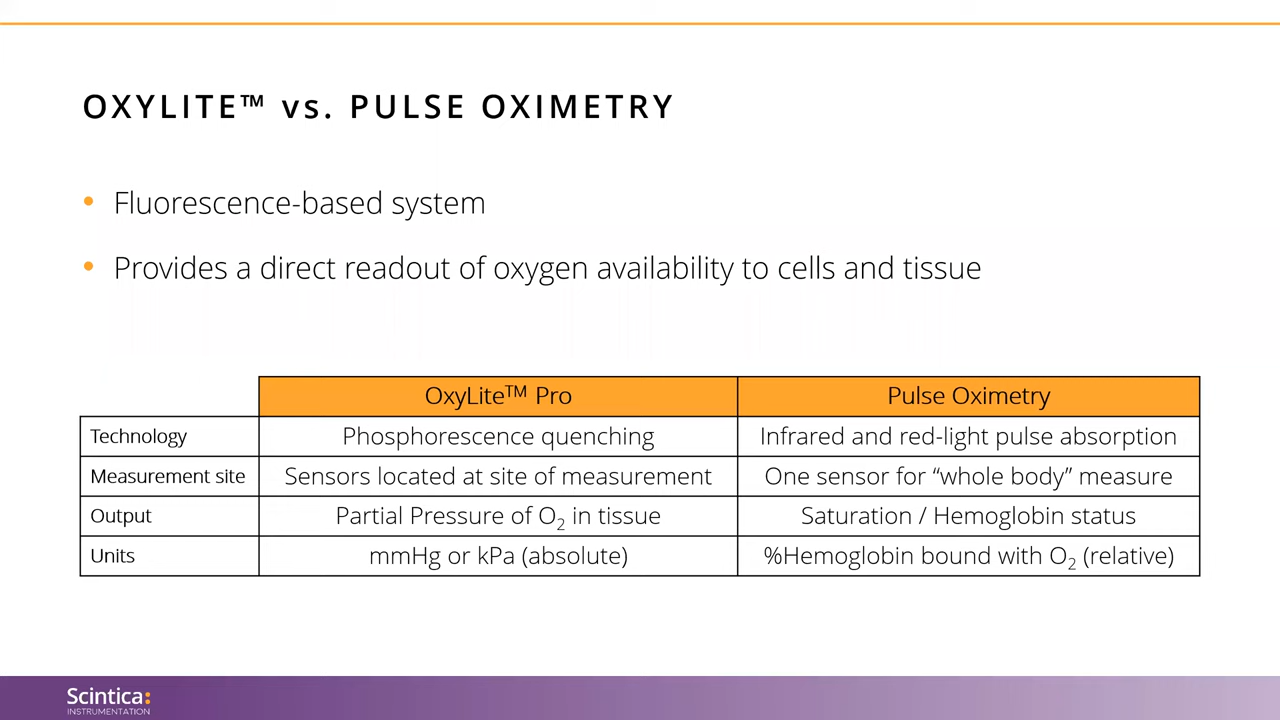 OXYLITE™ vs. PULSE OXIMETRY
• Fluorescence-based system
• Provides a direct readout of oxygen availability to cells and tissue
OxyLite™ Pro Pulse Oximetry
Technology Phosphorescence quenching Infrared and red-light pulse absorption
Measurement site Sensors located at site of measurement One sensor for “whole body” measure
Output Partial Pressure of O₂ in tissue Saturation / Hemoglobin status
Units mmHg or kPa (absolute) %Hemoglobin bound with O₂ (relative)
Scintica:
INSTRUMENTATION